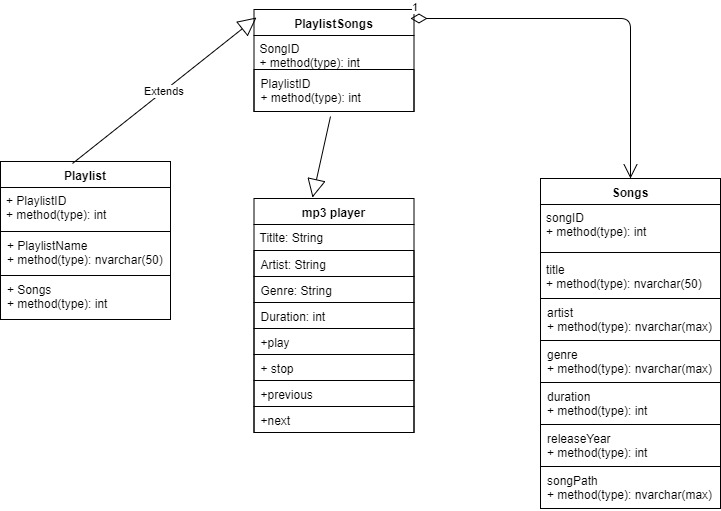 1
PlaylistSongs
SongID
+ method(type): int
PlaylistID
+ method(type): int
Extends
Playlist
+ PlaylistID
+ method(type): int
+ PlaylistName
+ method(type): nvarchar(50)
+ Songs
+ method(type): int
mp3 player
Titlte: String
Artist: String
Genre: String
Duration: int
+play
+ stop
+previous
+next
Songs
songID
+ method(type): int
title
+ method(type): nvarchar(50)
artist
+ method(type): nvarchar(max)
genre
+ method(type): nvarchar(max)
duration
+ method(type): int
releaseYear
+ method(type): int
songPath
+ method(type): nvarchar(max)